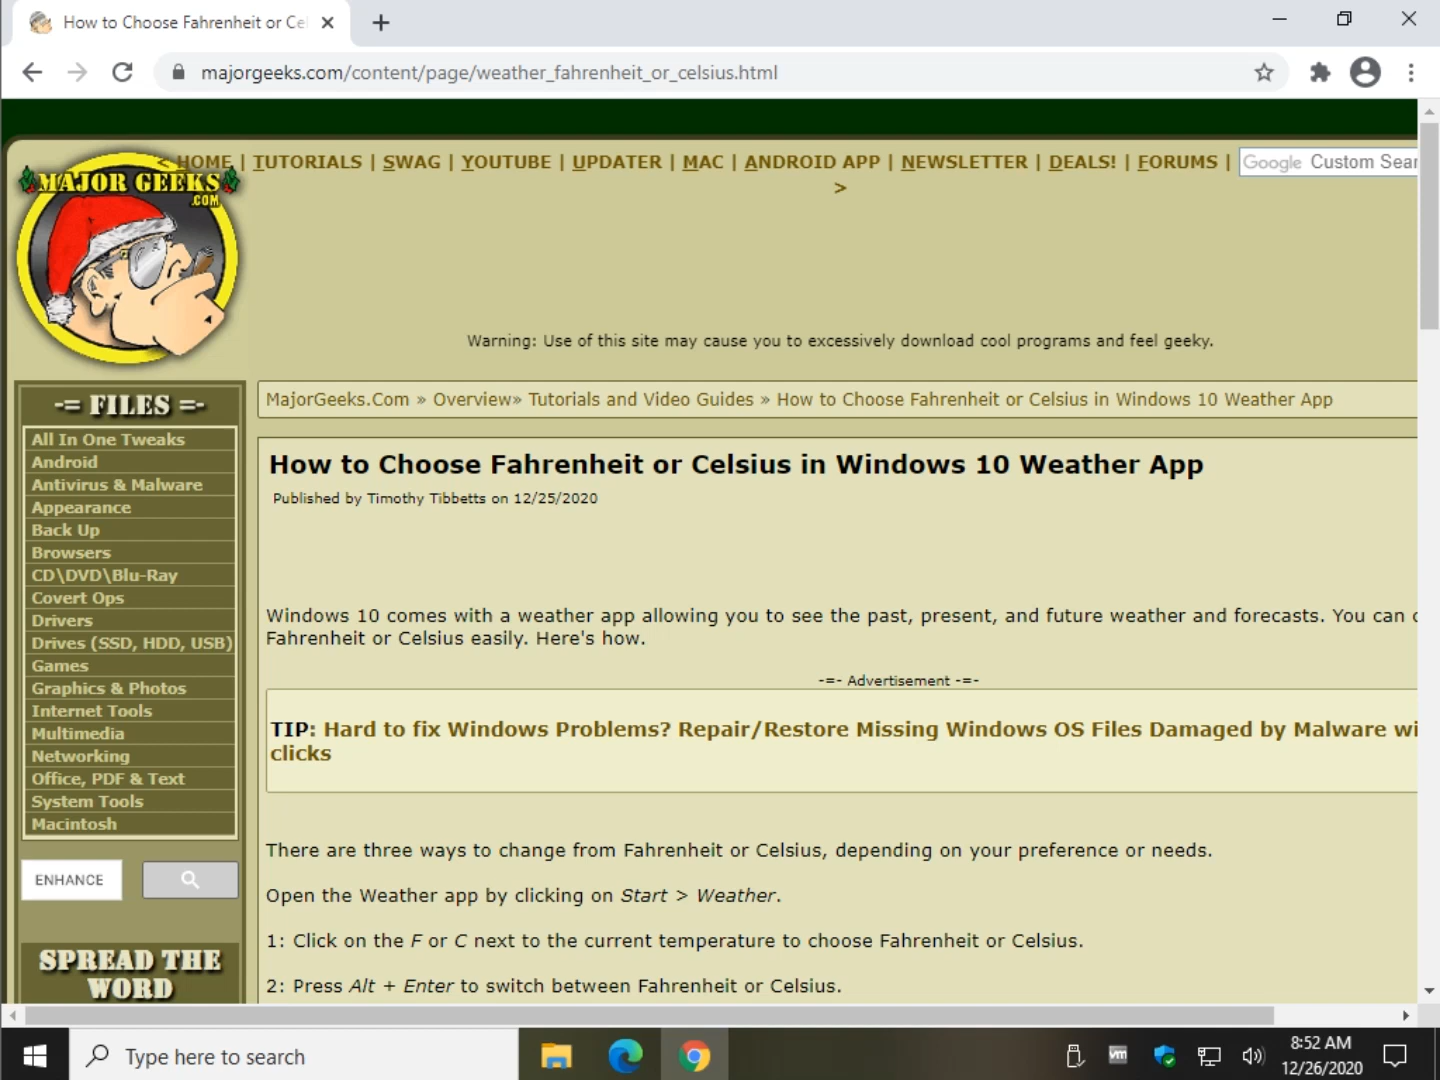 How to Choose Fahrenheit or Cel
majorgeeks.com/content/page/weather_fahrenheit_or_celsius.html
MAJOR GEEKS
.COM
< HOME | TUTORIALS | SWAG | YOUTUBE | UPDATER | MAC | ANDROID APP | NEWSLETTER | DEALS! | FORUMS |
>
Google Custom Sear
Warning: Use of this site may cause you to excessively download cool programs and feel geeky.
-= FILES =-
All In One Tweaks
Android
Antivirus & Malware
Appearance
Back Up
Browsers
CD\DVD\Blu-Ray
Covert Ops
Drivers
Drives (SSD, HDD, USB)
Games
Graphics & Photos
Internet Tools
Multimedia
Networking
Office, PDF & Text
System Tools
Macintosh
ENHANCE
SPREAD THE
WORD
MajorGeeks.Com » Overview» Tutorials and Video Guides » How to Choose Fahrenheit or Celsius in Windows 10 Weather App
How to Choose Fahrenheit or Celsius in Windows 10 Weather App
Published by Timothy Tibbetts on 12/25/2020
Windows 10 comes with a weather app allowing you to see the past, present, and future weather and forecasts. You can
Fahrenheit or Celsius easily. Here's how.
-=- Advertisement -=-
TIP: Hard to fix Windows Problems? Repair/Restore Missing Windows OS Files Damaged by Malware wi
clicks
There are three ways to change from Fahrenheit or Celsius, depending on your preference or needs.
Open the Weather app by clicking on Start > Weather.
1: Click on the F or C next to the current temperature to choose Fahrenheit or Celsius.
2: Press Alt + Enter to switch between Fahrenheit or Celsius.
Type here to search
vm
8:52 AM
12/26/2020